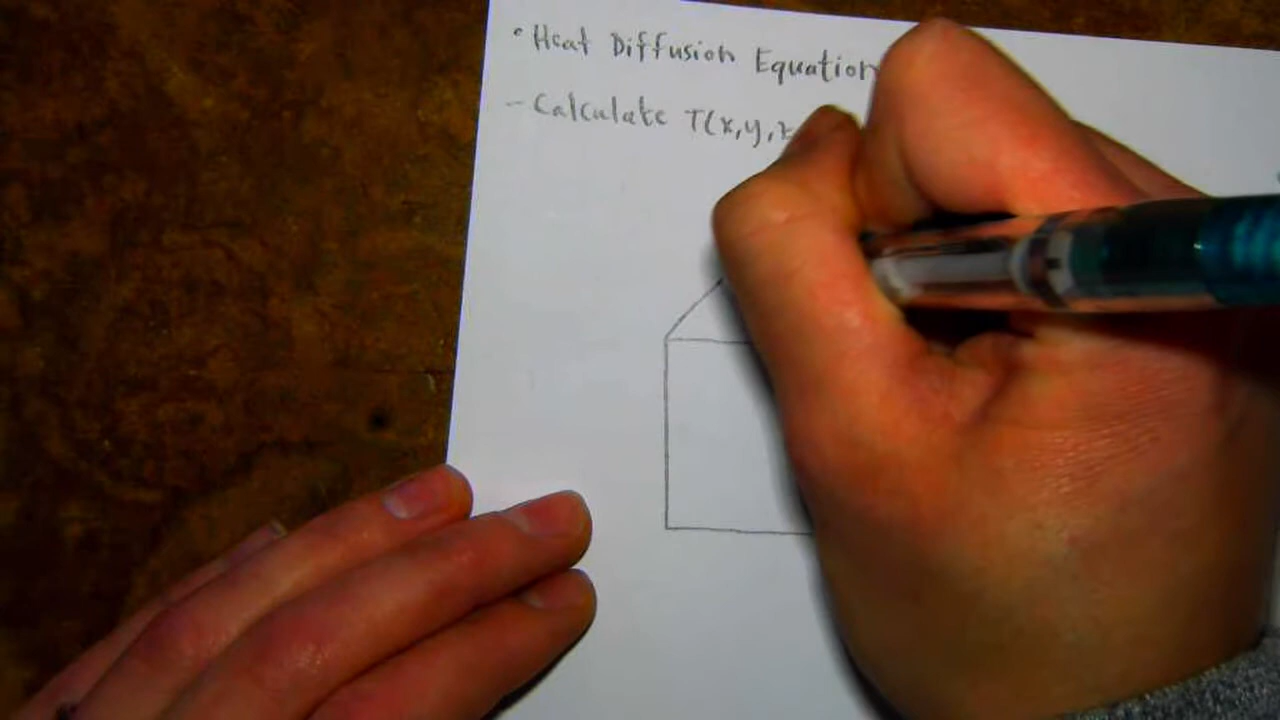 • Heat Diffusion Equation
- Calculate T(x,y,z